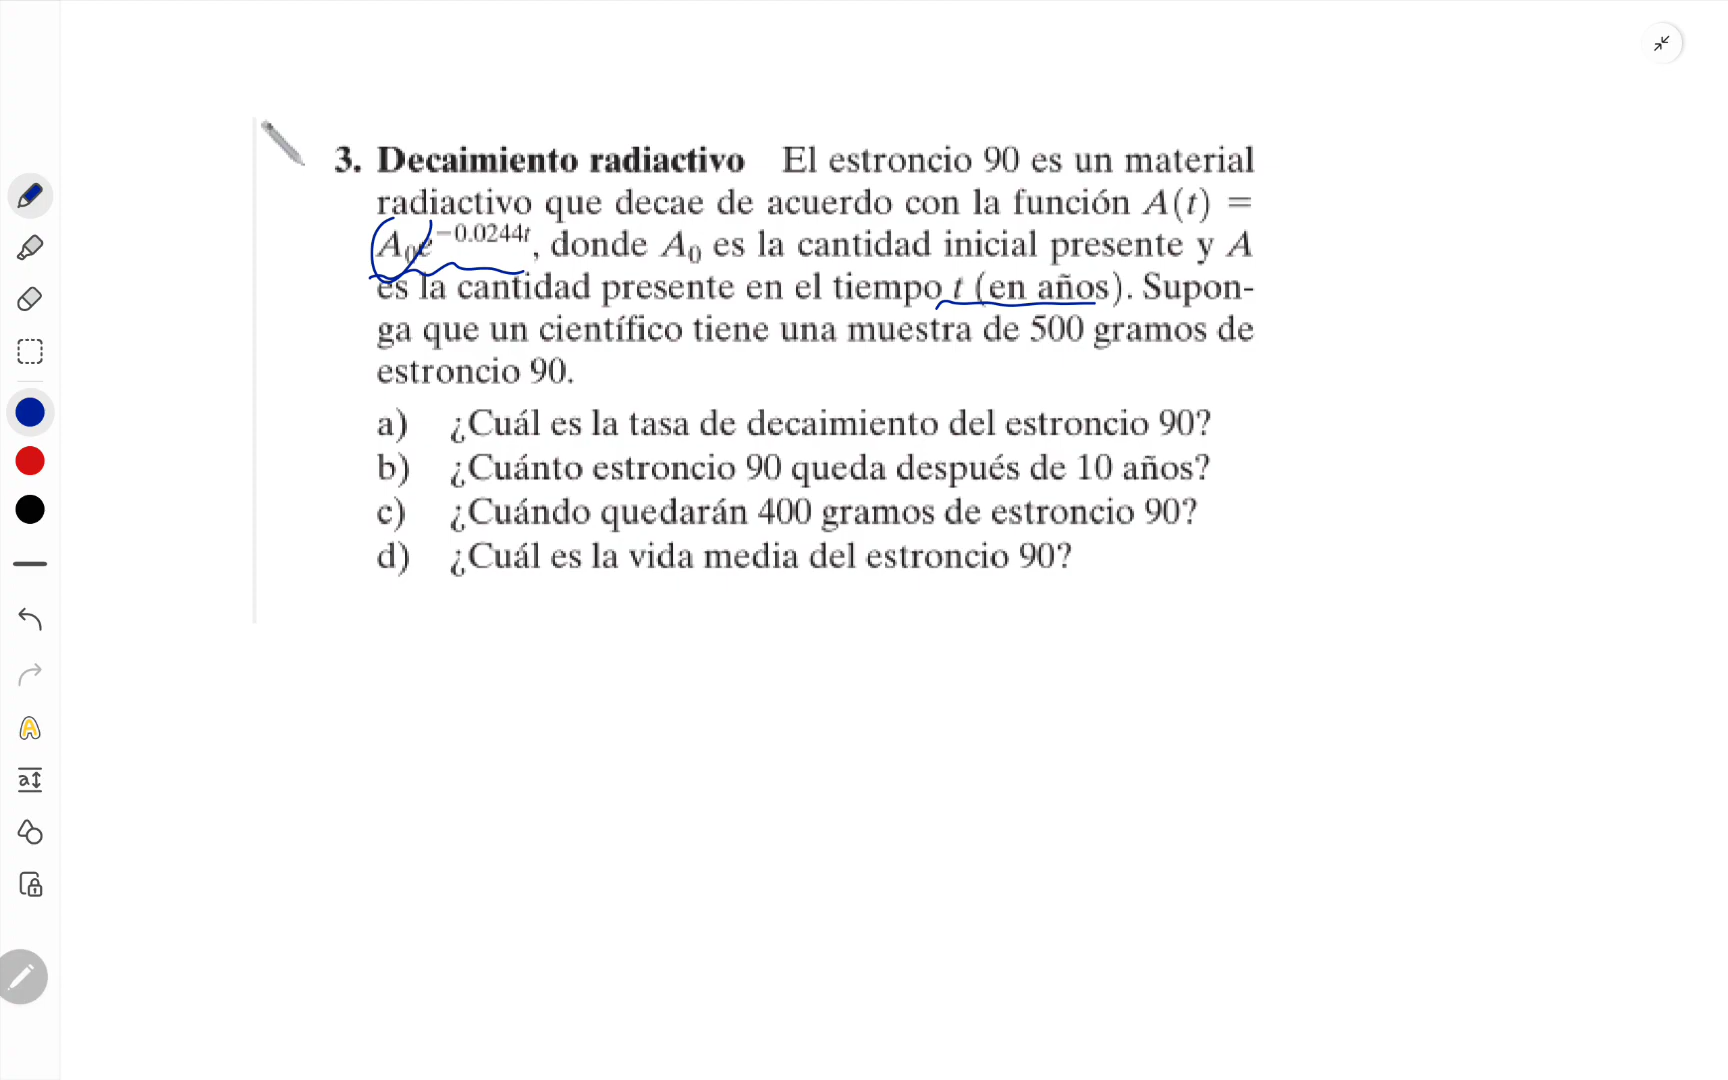 3. Decaimiento radiactivo El estroncio 90 es un material
radiactivo que decae de acuerdo con la función A(t) =
A₀e^−0.0244t, donde A₀ es la cantidad inicial presente y A
es la cantidad presente en el tiempo t (en años). Supon-
ga que un científico tiene una muestra de 500 gramos de
estroncio 90.
a) ¿Cuál es la tasa de decaimiento del estroncio 90?
b) ¿Cuánto estroncio 90 queda después de 10 años?
c) ¿Cuándo quedarán 400 gramos de estroncio 90?
d) ¿Cuál es la vida media del estroncio 90?